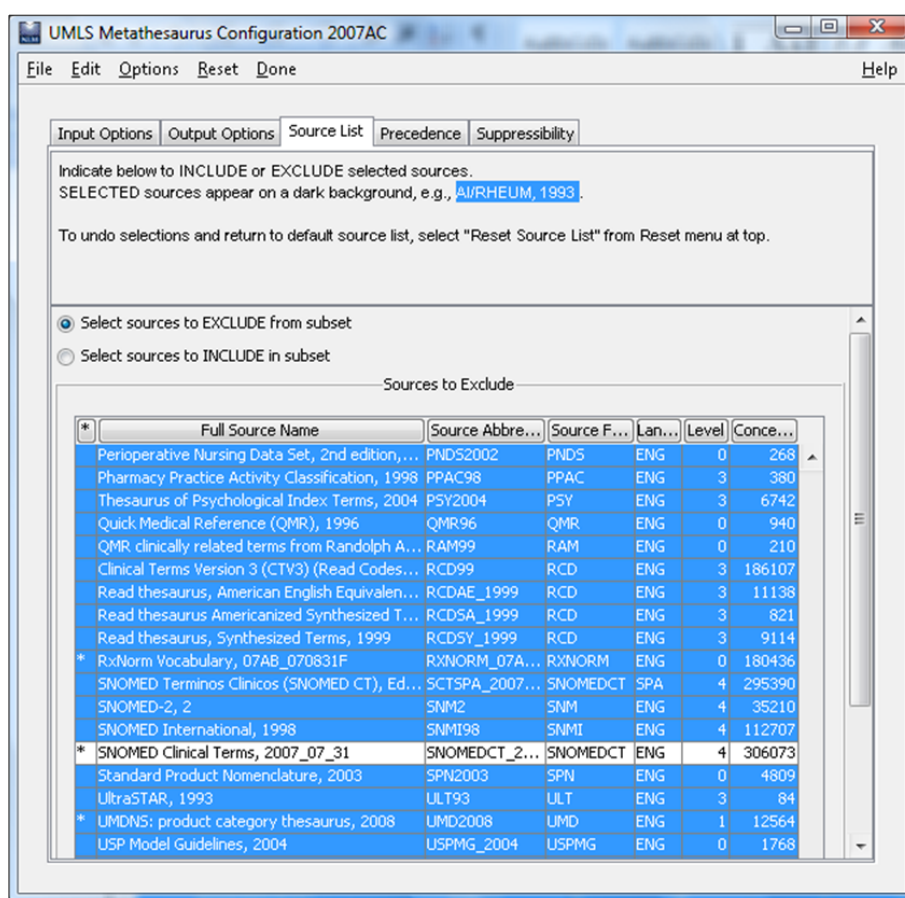 UMLS Metathesaurus Configuration 2007AC
File Edit Options Reset Done Help
Input Options Output Options Source List Precedence Suppressibility
Indicate below to INCLUDE or EXCLUDE selected sources.
SELECTED sources appear on a dark background, e.g., AI/RHEUM, 1993 .
To undo selections and return to default source list, select "Reset Source List" from Reset menu at top.
Select sources to EXCLUDE from subset
Select sources to INCLUDE in subset
Sources to Exclude
* Full Source Name Source Abbre... Source F... Lan... Level Conce...
Perioperative Nursing Data Set, 2nd edition,... PNDS2002 PNDS ENG 0 268
Pharmacy Practice Activity Classification, 1998 PPAC98 PPAC ENG 3 380
Thesaurus of Psychological Index Terms, 2004 PSY2004 PSY ENG 3 6742
Quick Medical Reference (QMR), 1996 QMR96 QMR ENG 0 940
QMR clinically related terms from Randolph A... RAM99 RAM ENG 0 210
Clinical Terms Version 3 (CTV3) (Read Codes... RCD99 RCD ENG 3 186107
Read thesaurus, American English Equivalen... RCDAE_1999 RCD ENG 3 11138
Read thesaurus Americanized Synthesized T... RCDSA_1999 RCD ENG 3 821
Read thesaurus, Synthesized Terms, 1999 RCDSY_1999 RCD ENG 3 9114
* RxNorm Vocabulary, 07AB_070831F RXNORM_07A... RXNORM ENG 0 180436
SNOMED Terminos Clinicos (SNOMED CT), Ed... SCTSPA_2007... SNOMEDCT SPA 4 295390
SNOMED-2, 2 SNM2 SNM ENG 4 35210
SNOMED International, 1998 SNMI98 SNMI ENG 4 112707
* SNOMED Clinical Terms, 2007_07_31 SNOMEDCT_2... SNOMEDCT ENG 4 306073
Standard Product Nomenclature, 2003 SPN2003 SPN ENG 0 4809
UltraSTAR, 1993 ULT93 ULT ENG 3 84
* UMDNS: product category thesaurus, 2008 UMD2008 UMD ENG 1 12564
USP Model Guidelines, 2004 USPMG_2004 USPMG ENG 0 1768